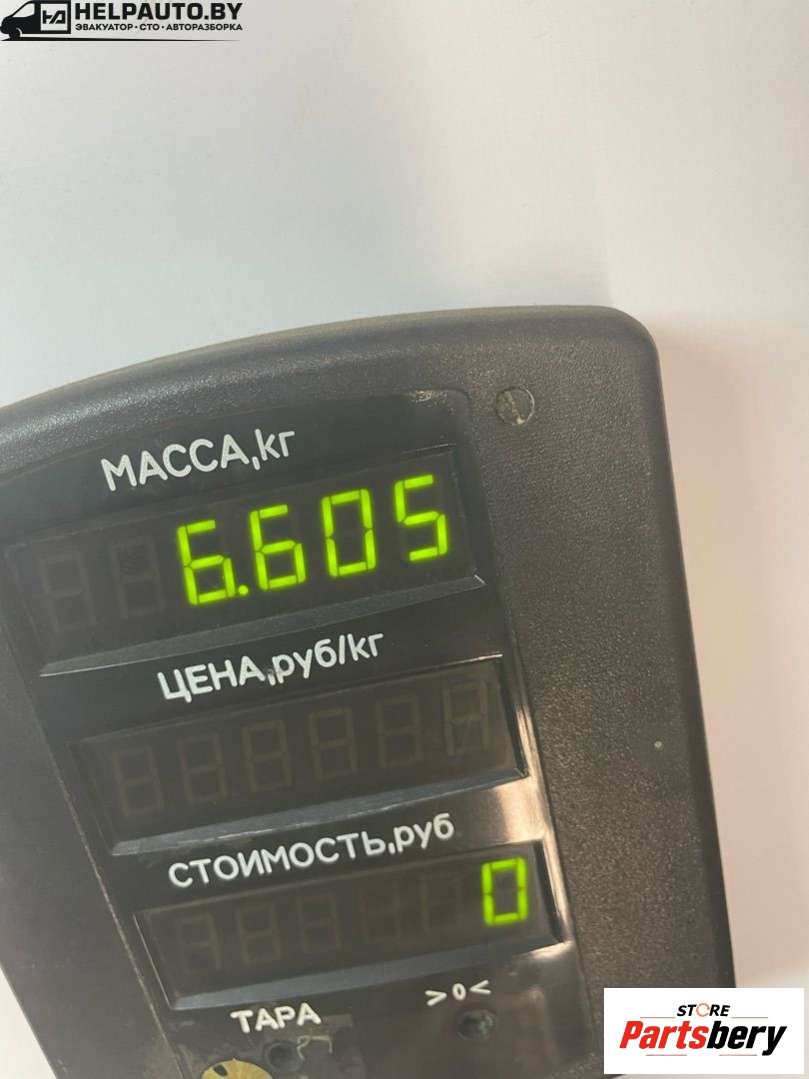 HELPAUTO.BY
ЭВАКУАТОР • СТО • АВТОРАЗБОРКА
МАССА,кг
6.605
ЦЕНА,руб/кг
СТОИМОСТЬ,руб
0
ТАРА >0<
STORE
Partsbery